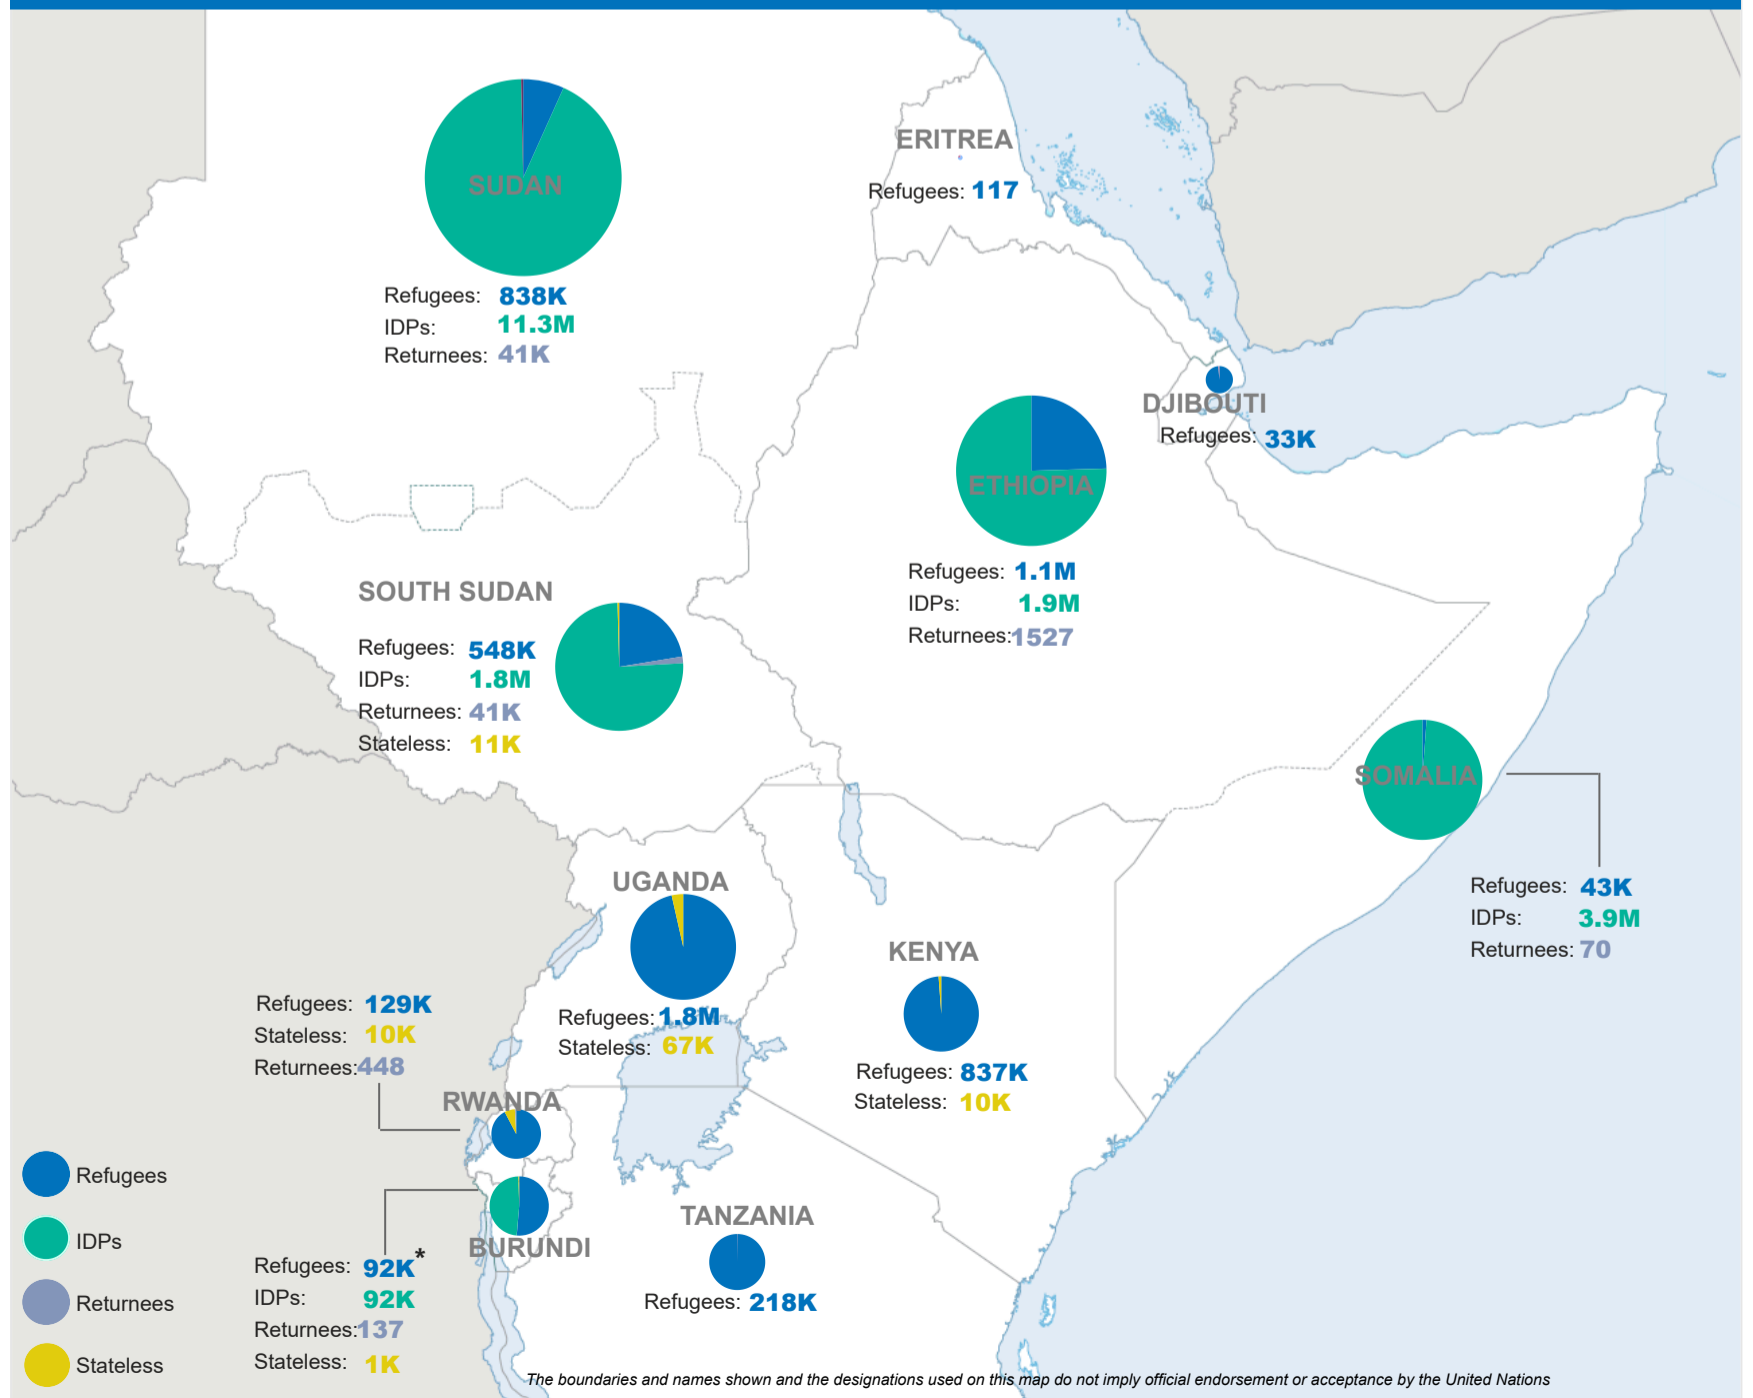 SUDAN
Refugees: 838K
IDPs: 11.3M
Returnees: 41K
ERITREA
Refugees: 117
DJIBOUTI
Refugees: 33K
ETHIOPIA
Refugees: 1.1M
IDPs: 1.9M
Returnees:1527
SOUTH SUDAN
Refugees: 548K
IDPs: 1.8M
Returnees: 41K
Stateless: 11K
SOMALIA
Refugees: 43K
IDPs: 3.9M
Returnees: 70
UGANDA
Refugees: 1.8M
Stateless: 67K
KENYA
Refugees: 837K
Stateless: 10K
Refugees: 129K
Stateless: 10K
Returnees:448
RWANDA
BURUNDI
Refugees: 92K*
IDPs: 92K
Returnees:137
Stateless: 1K
TANZANIA
Refugees: 218K
Refugees
IDPs
Returnees
Stateless
The boundaries and names shown and the designations used on this map do not imply official endorsement or acceptance by the United Nations